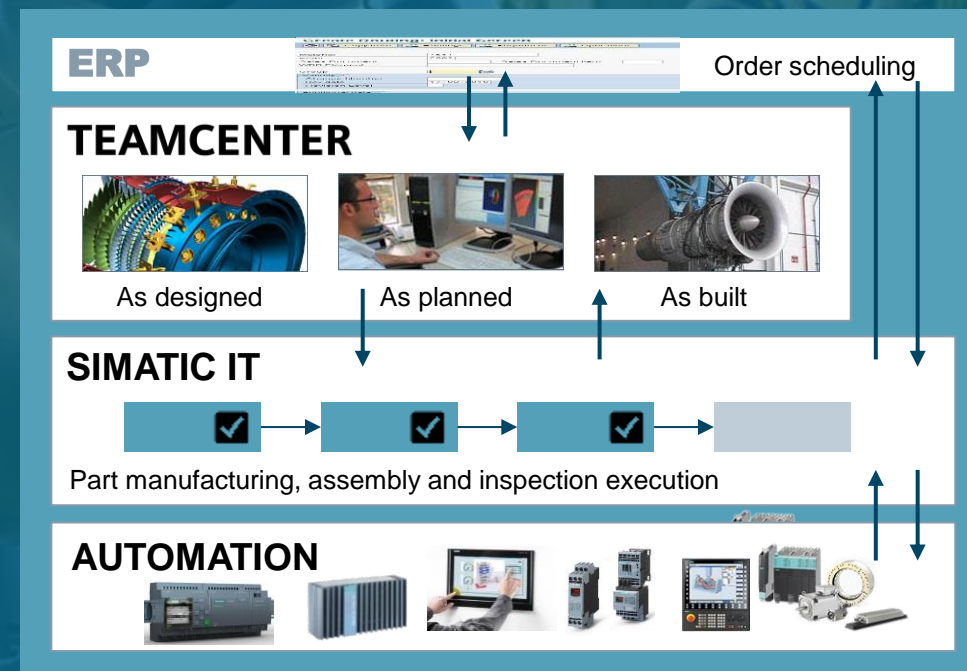 ERP
Order scheduling
TEAMCENTER
As designed
As planned
As built
SIMATIC IT
Part manufacturing, assembly and inspection execution
AUTOMATION